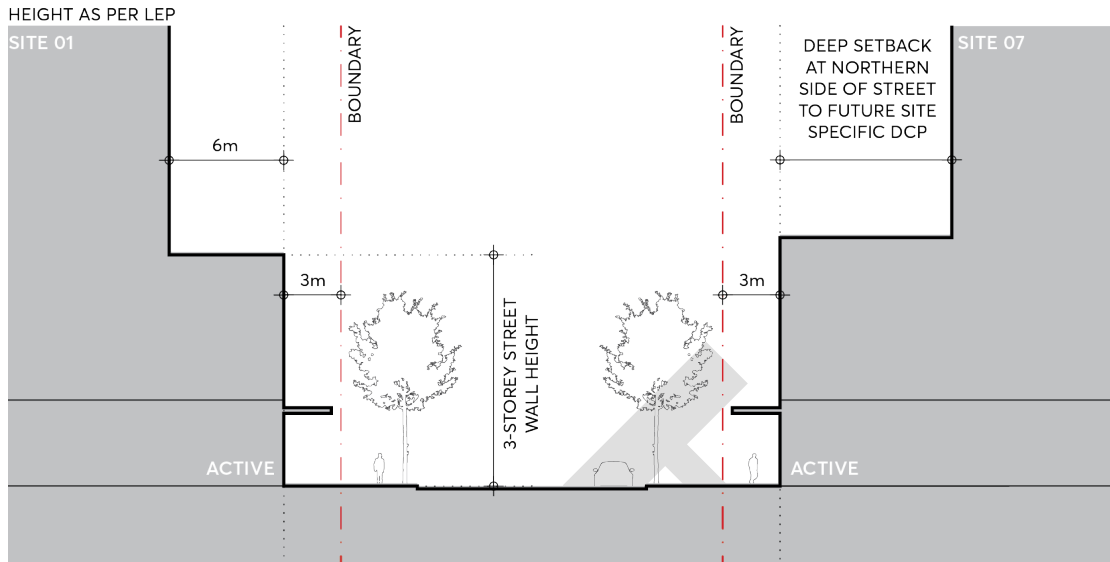 HEIGHT AS PER LEP
SITE 01
BOUNDARY
BOUNDARY
DEEP SETBACK
AT NORTHERN
SIDE OF STREET
TO FUTURE SITE
SPECIFIC DCP
SITE 07
6m
3m
3m
3-STOREY STREET
WALL HEIGHT
ACTIVE
ACTIVE